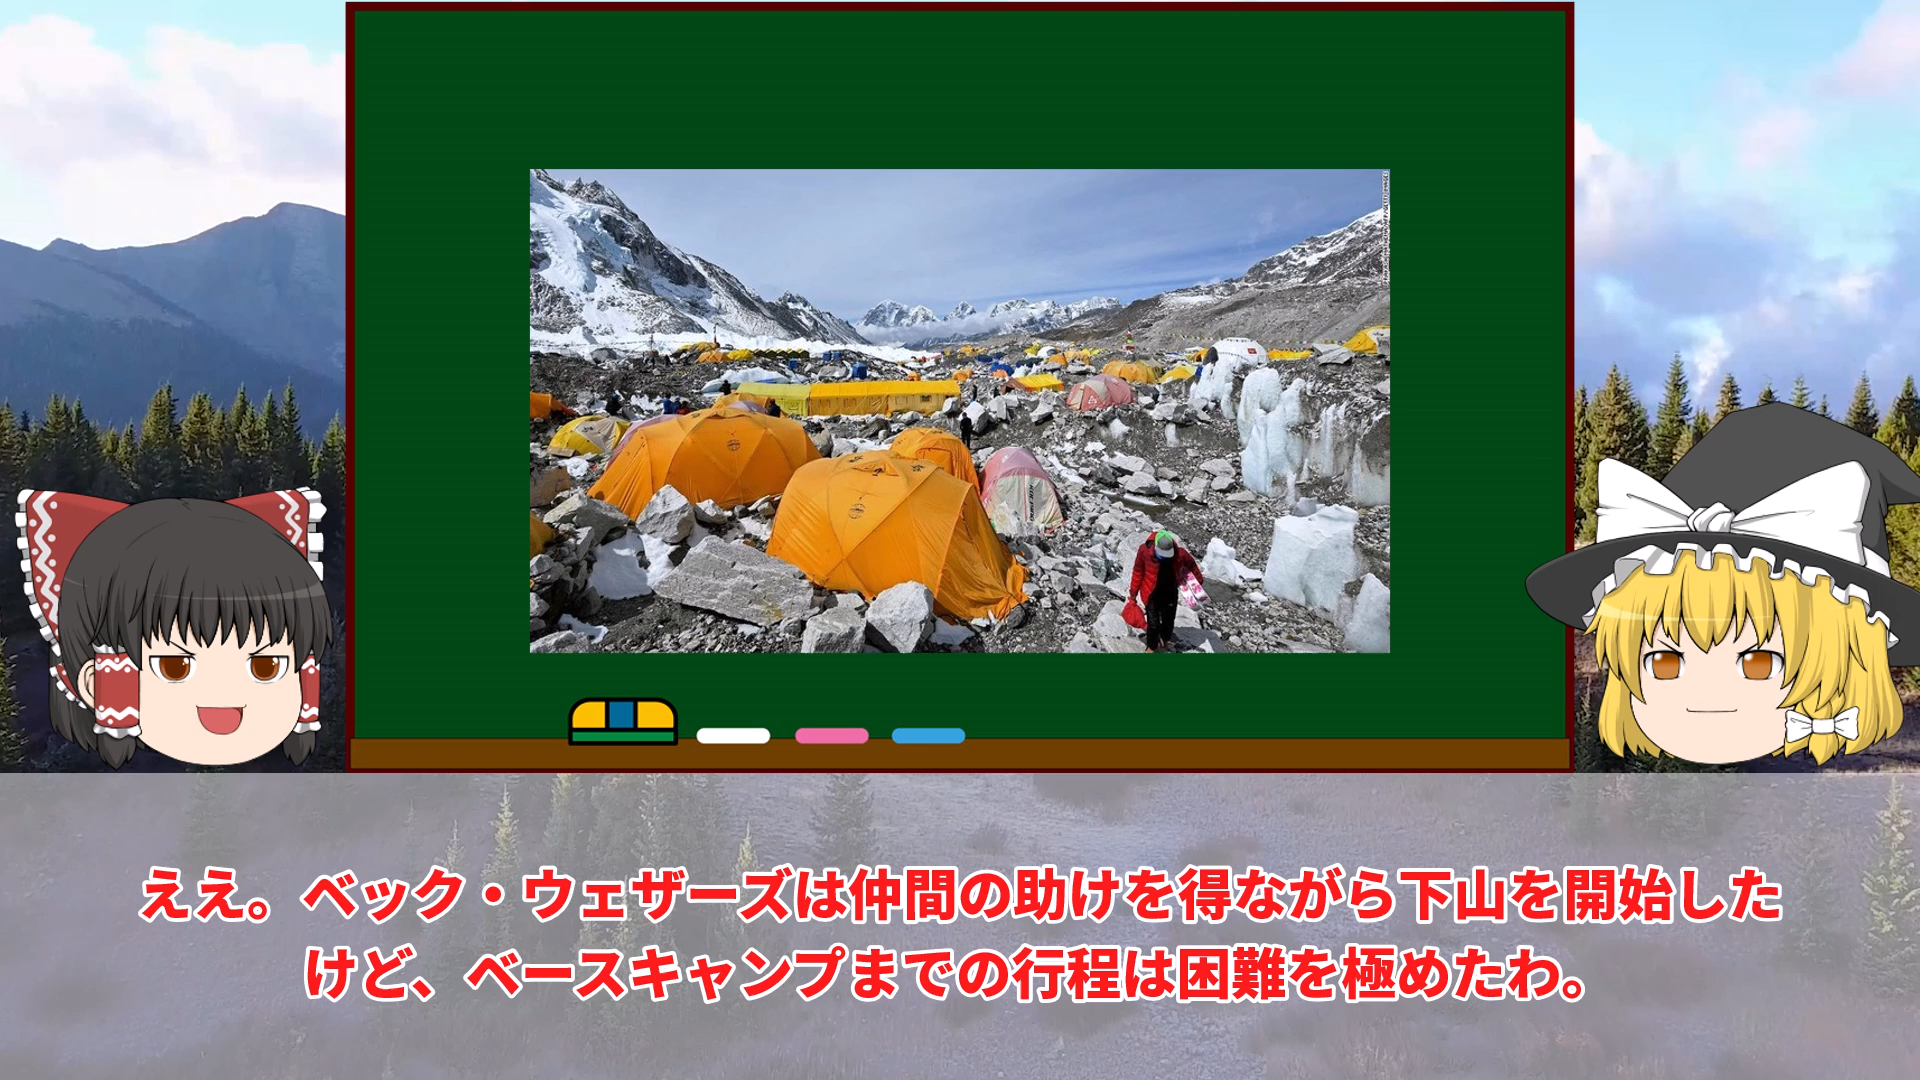 ええ。ベック・ウェザーズは仲間の助けを得ながら下山を開始した
けど、ベースキャンプまでの行程は困難を極めたわ。